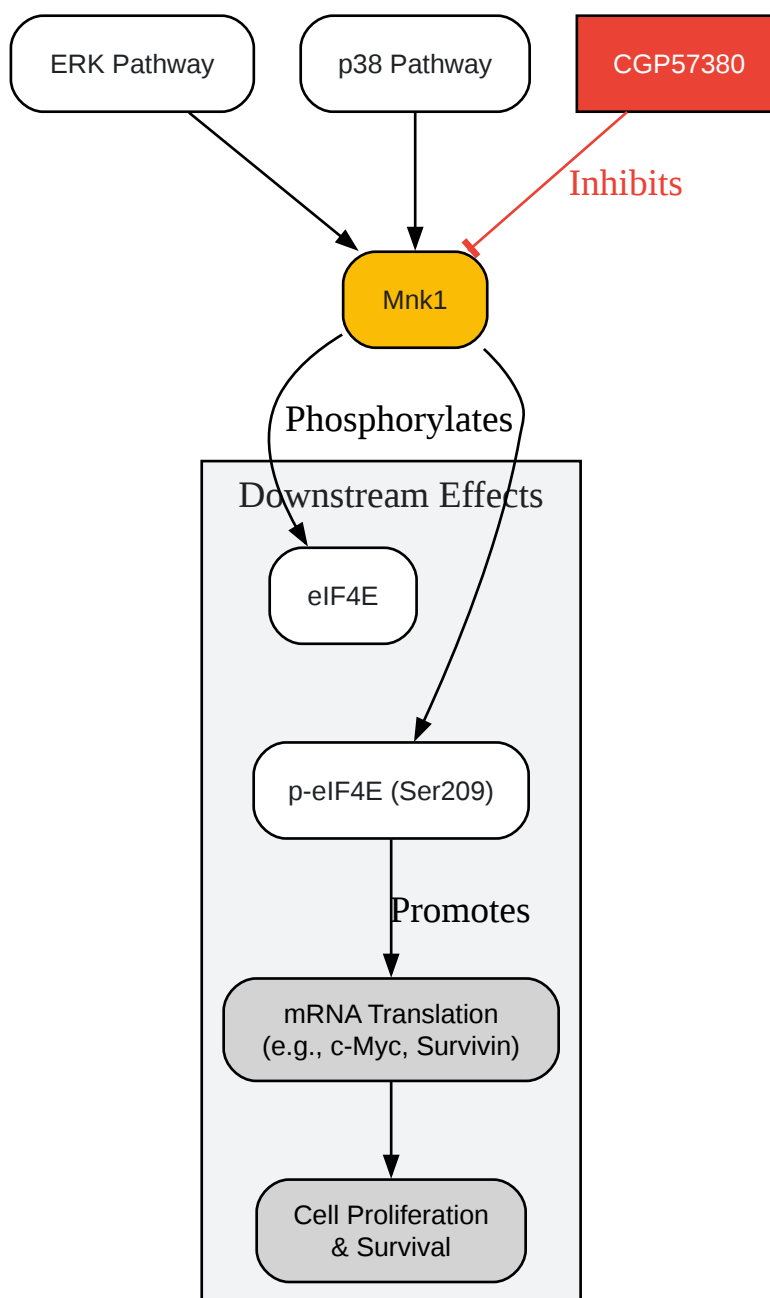 ERK Pathway
p38 Pathway
CGP57380
Inhibits
Mnk1
Phosphorylates
Downstream Effects
eIF4E
p-eIF4E (Ser209)
Promotes
mRNA Translation
(e.g., c-Myc, Survivin)
Cell Proliferation
& Survival